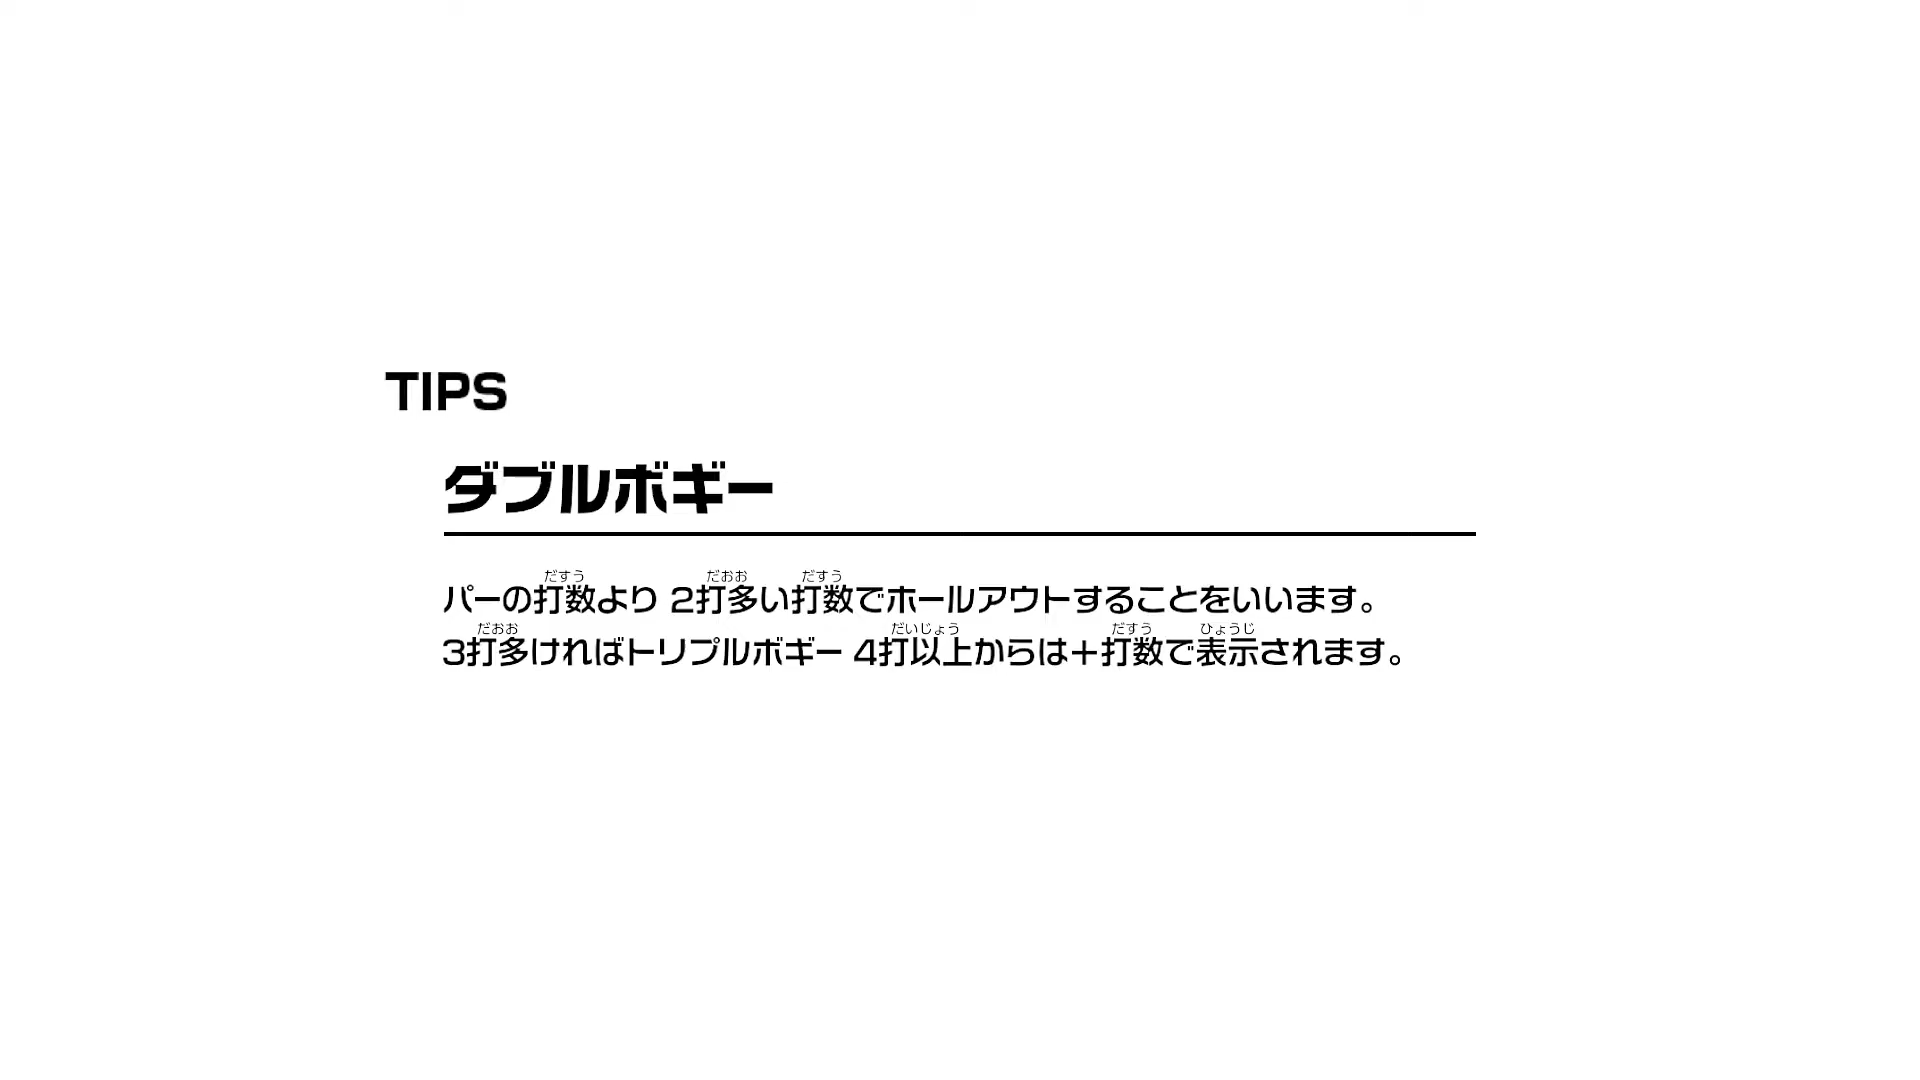 TIPS
ダブルボギー
パーの打数より 2打多い打数でホールアウトすることをいいます。
3打多ければトリプルボギー 4打以上からは＋打数で表示されます。